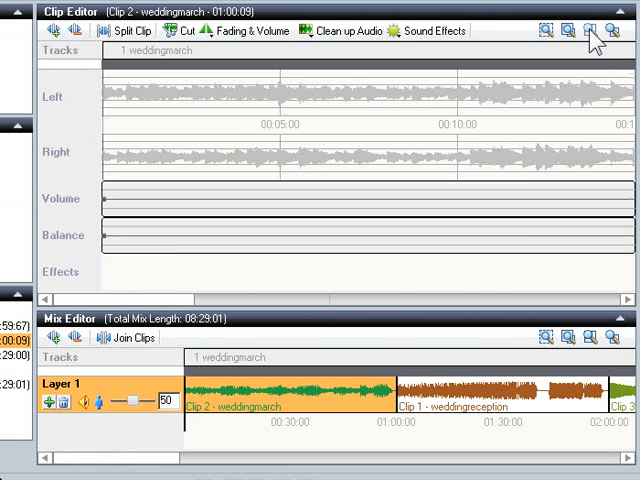 Clip Editor (Clip 2 - weddingmarch - 01:00:09)
Split Clip Cut Fading & Volume Clean up Audio Sound Effects
Tracks 1 weddingmarch
Left
00:05:00 00:10:00 00:1
Right
Volume
Balance
Effects
Mix Editor (Total Mix Length: 08:29:01)
:59:67)
:00:09)
:29:00)
:29:01)
Join Clips
Tracks 1 weddingmarch
Layer 1
50
Clip 2 - weddingmarch Clip 1 - weddingreception Clip 3
00:30:00 01:00:00 01:30:00 02:00:00